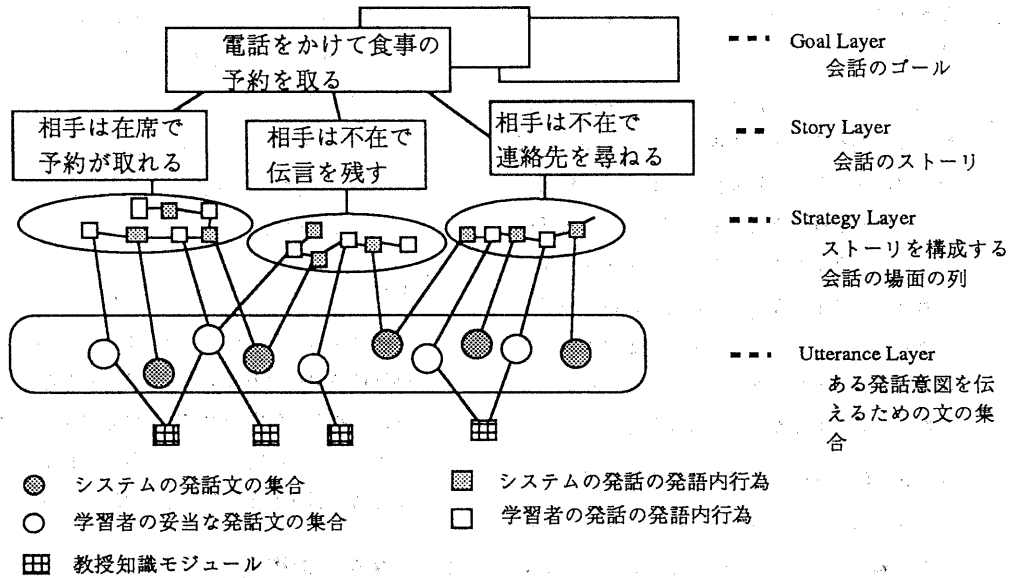 電話をかけて食事の
予約を取る
相手は在席で
予約が取れる
相手は不在で
伝言を残す
相手は不在で
連絡先を尋ねる
Goal Layer
会話のゴール
Story Layer
会話のストーリ
Strategy Layer
ストーリを構成する
会話の場面の列
Utterance Layer
ある発話意図を伝
えるための文の集
合
システムの発話文の集合
学習者の妥当な発話文の集合
教授知識モジュール
システムの発話の発語内行為
学習者の発話の発語内行為